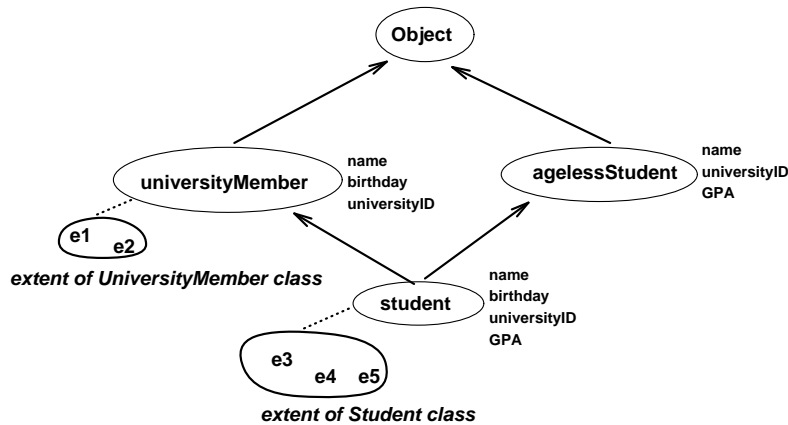 Object
universityMember
name
birthday
universityID
agelessStudent
name
universityID
GPA
e1
e2
extent of UniversityMember class
student
name
birthday
universityID
GPA
e3
e4
e5
extent of Student class